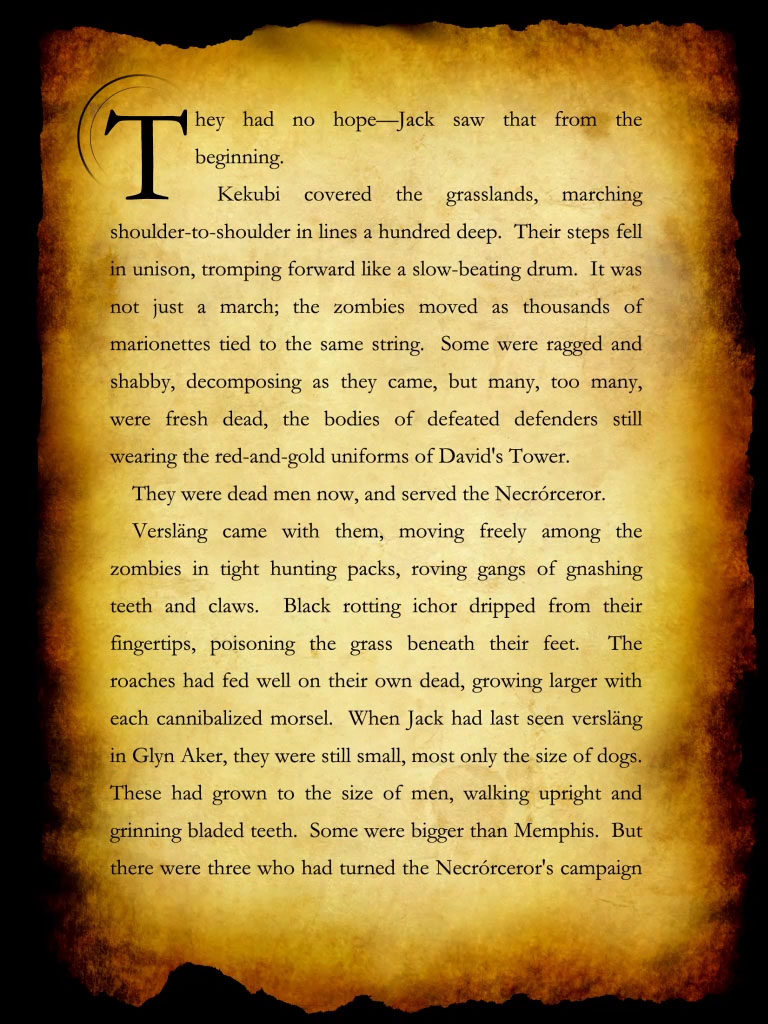 They had no hope—Jack saw that from the
beginning.
Kekubi covered the grasslands, marching
shoulder-to-shoulder in lines a hundred deep.  Their steps fell
in unison, tromping forward like a slow-beating drum.  It was
not just a march; the zombies moved as thousands of
marionettes tied to the same string.  Some were ragged and
shabby, decomposing as they came, but many, too many,
were fresh dead, the bodies of defeated defenders still
wearing the red-and-gold uniforms of David's Tower.
They were dead men now, and served the Necrórceror.
Versläng came with them, moving freely among the
zombies in tight hunting packs, roving gangs of gnashing
teeth and claws.  Black rotting ichor dripped from their
fingertips, poisoning the grass beneath their feet.  The
roaches had fed well on their own dead, growing larger with
each cannibalized morsel.  When Jack had last seen versläng
in Glyn Aker, they were still small, most only the size of dogs.
These had grown to the size of men, walking upright and
grinning bladed teeth.  Some were bigger than Memphis.  But
there were three who had turned the Necrórceror's campaign